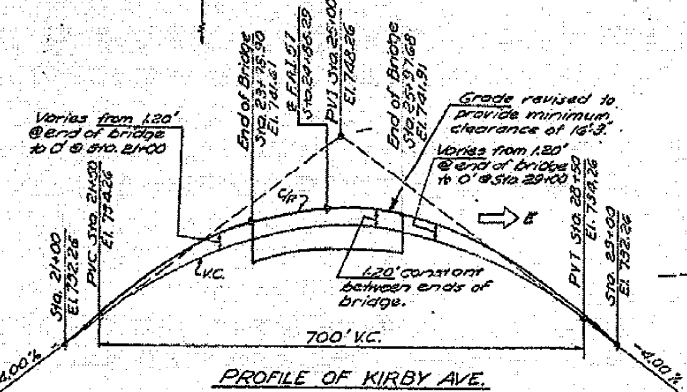 Varies from 1.20'
@ end of bridge
to 0 @ Sta. 21+00
End of Bridge
Sta. 23+75.90
El. 741.61
℄ F.A.I. 57
Sta. 24+86.29
PVI Sta. 25+00
El. 748.26
End of Bridge
Sta. 25+97.68
El. 741.91
Grade revised to
provide minimum
clearance of 16'-3"
Varies from 1.20'
@ end of bridge
to 0' @ Sta. 29+00
E
V.C.
1.20' constant
between ends of
bridge.
Sta. 21+00
El. 732.26
PVC Sta. 21+50
El. 734.26
PVT Sta. 28+50
El. 734.26
Sta. 29+00
El. 732.26
4.00%
700' V.C.
-4.00%
PROFILE OF KIRBY AVE.